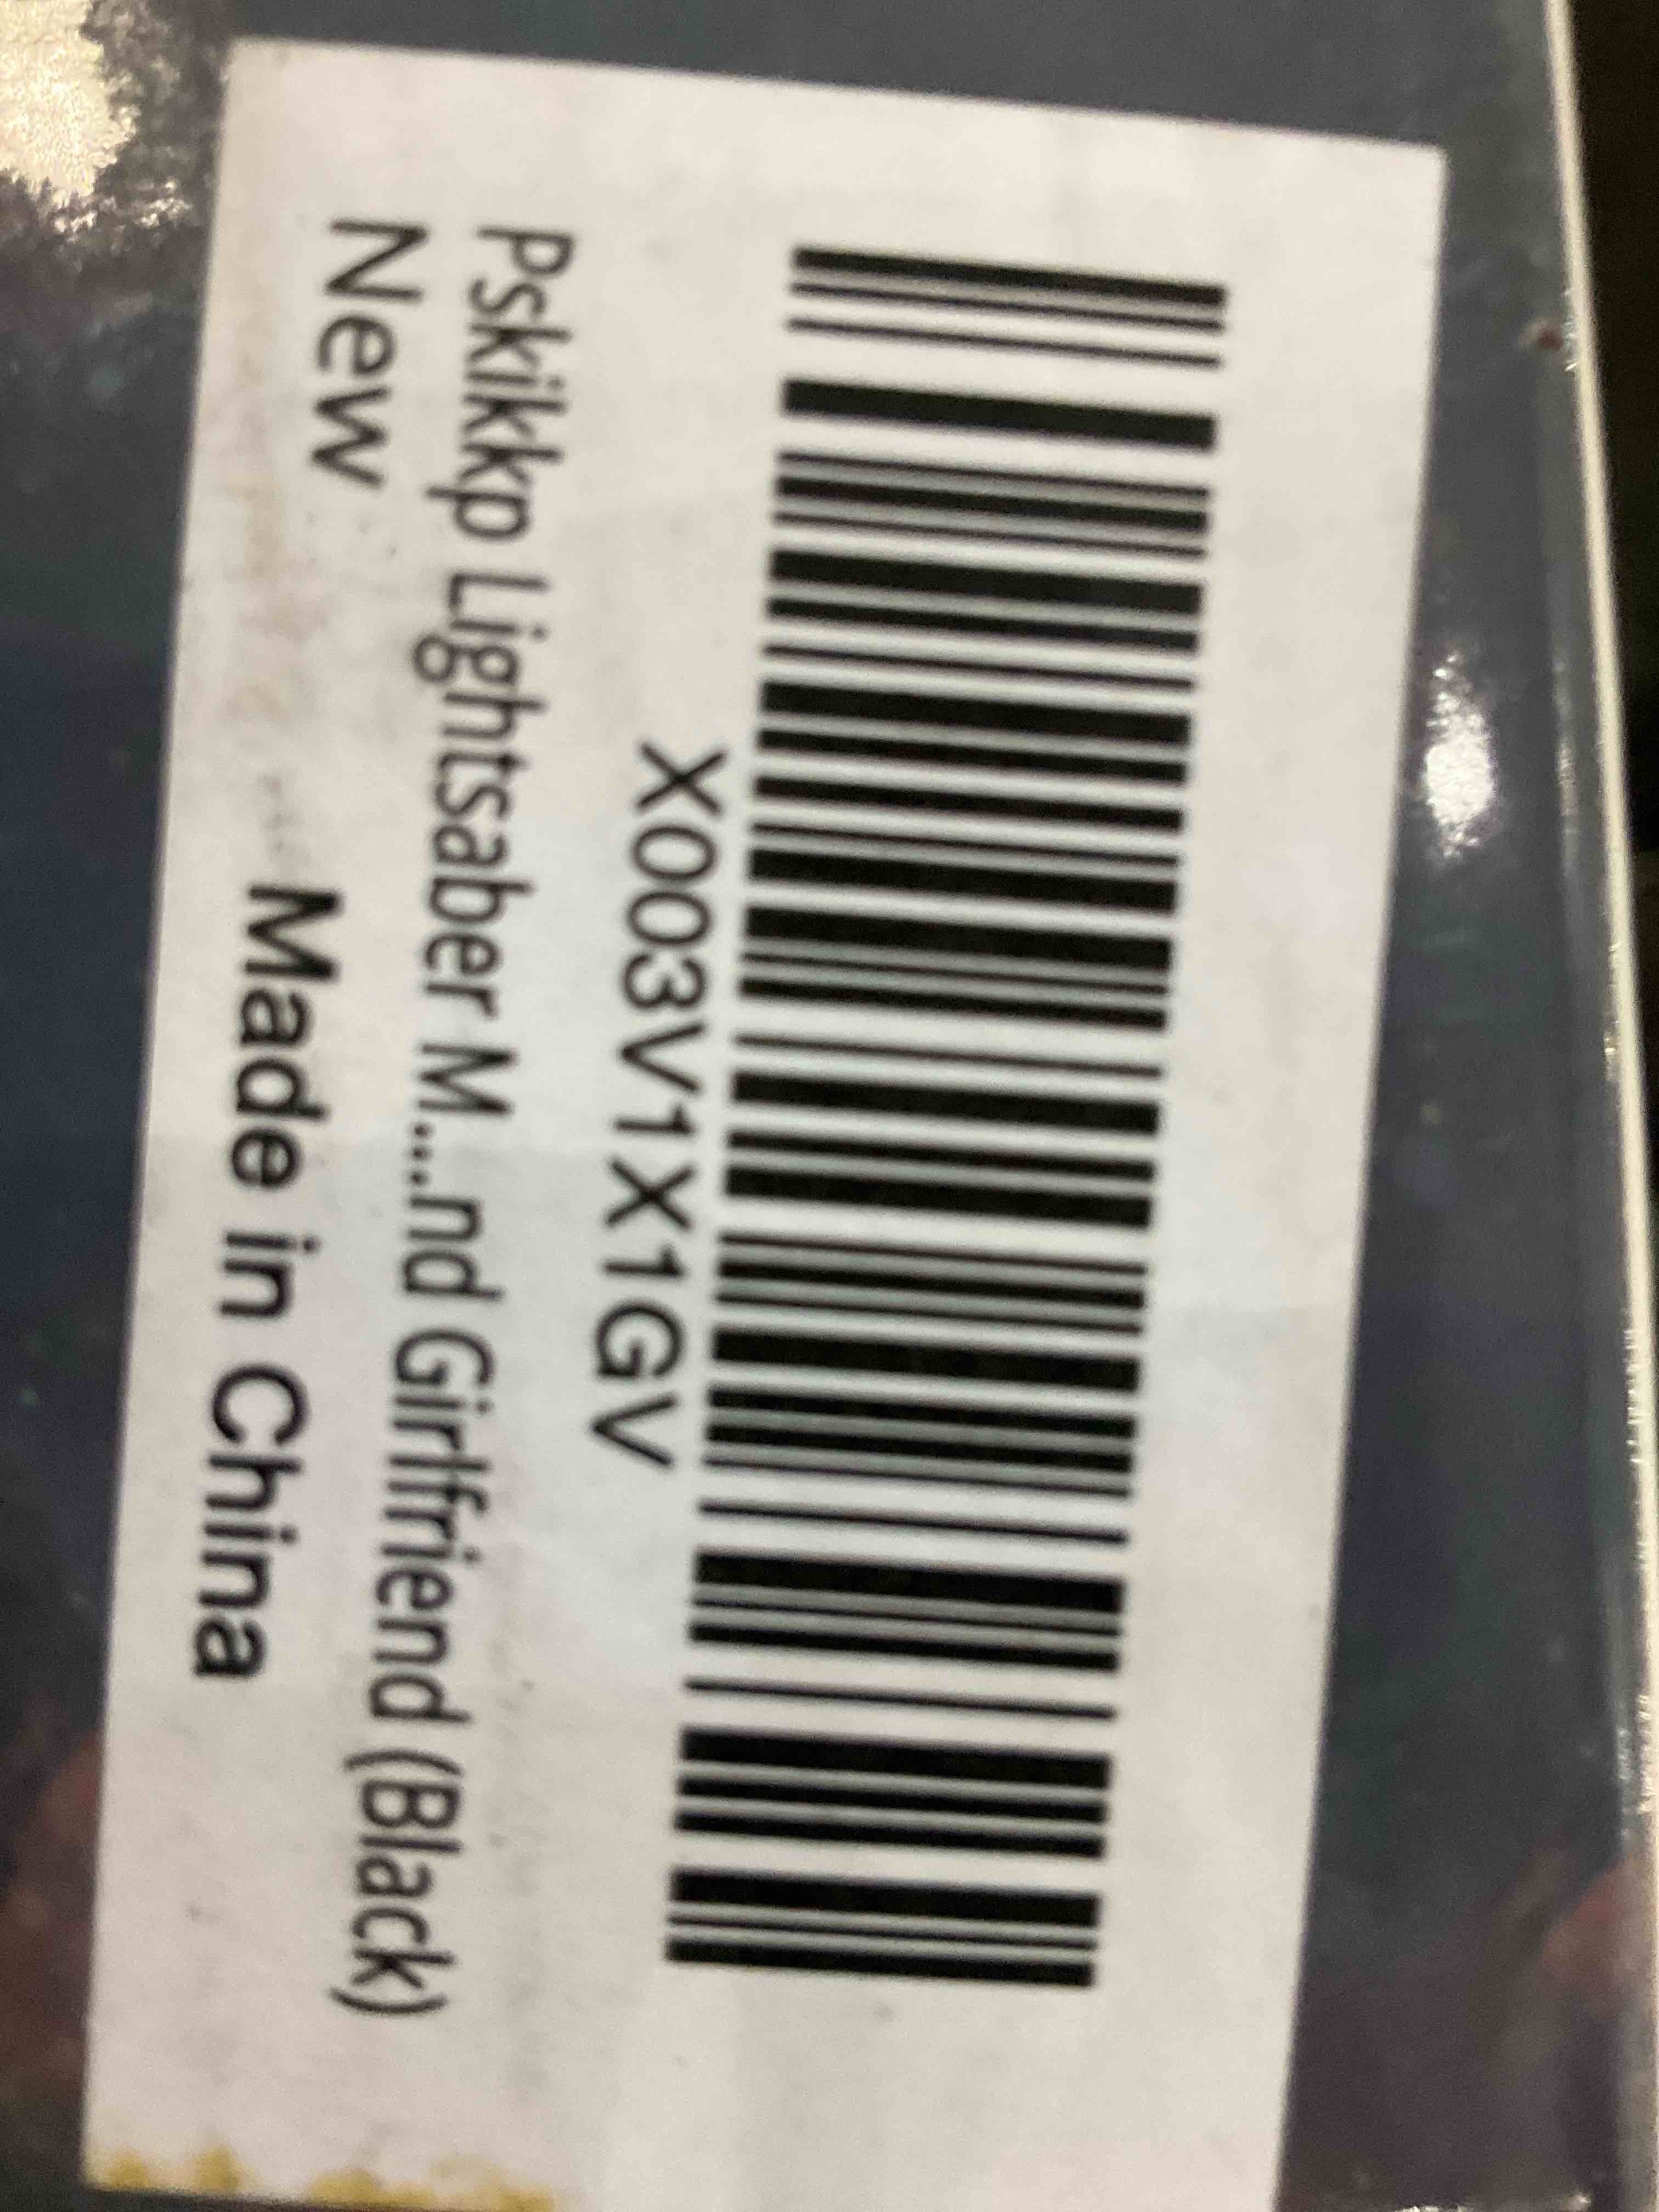 X003V1X1GV
Pskikkp Lightsaber M...nd Girlfriend (Black)
New
Made in China